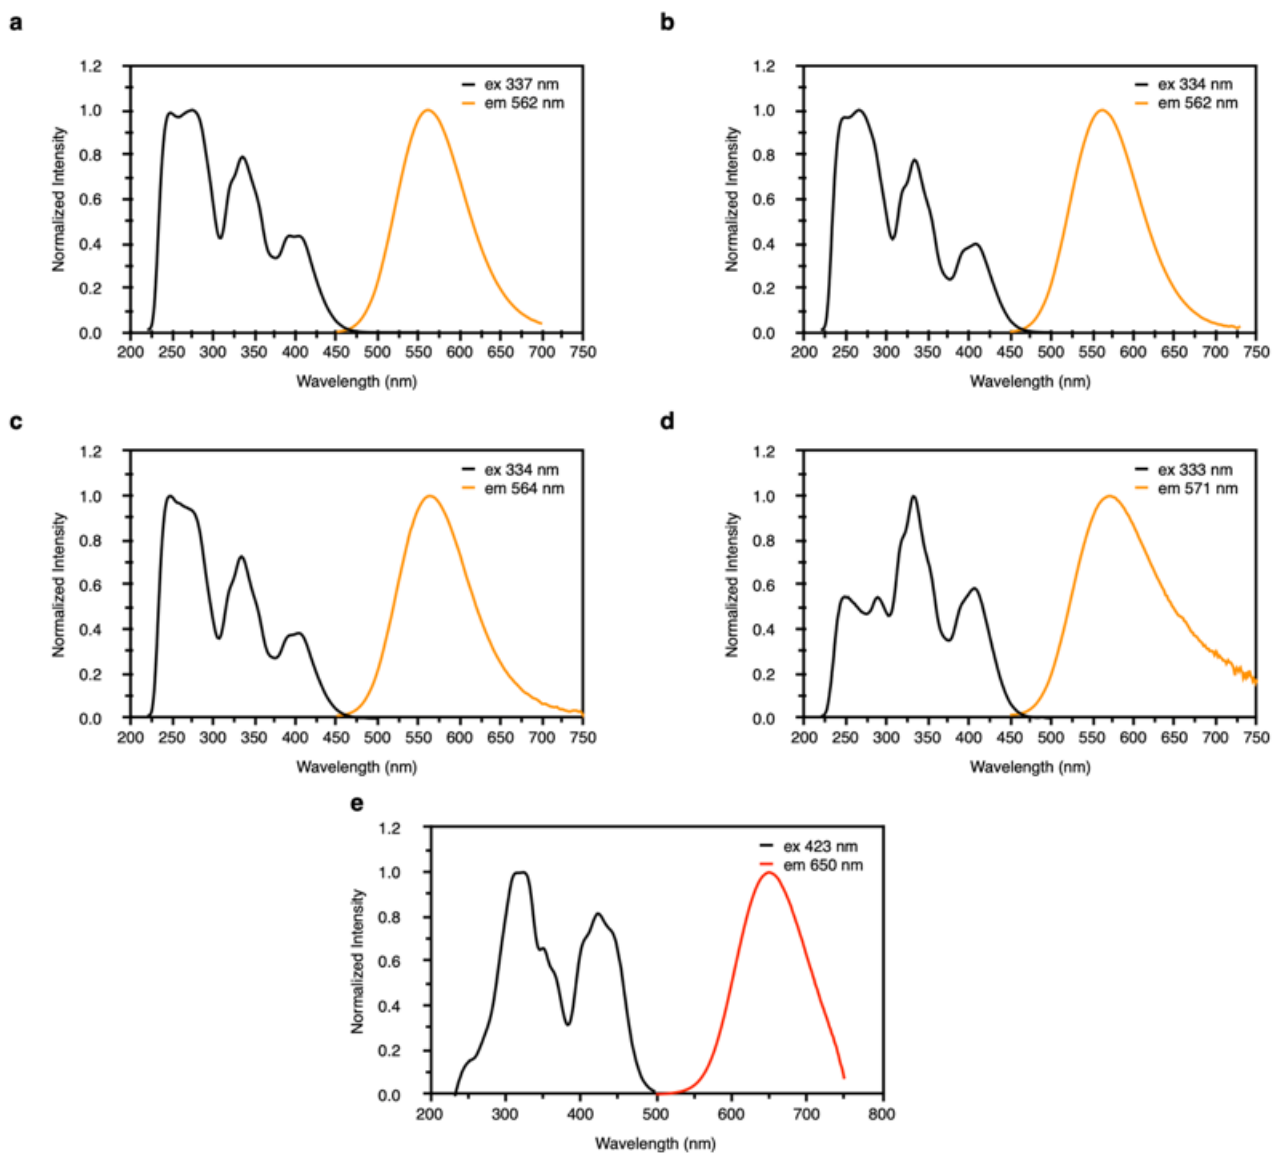 a
1.2
1.0
0.8
0.6
0.4
0.2
0.0
Normalized Intensity
ex 337 nm
em 562 nm
200 250 300 350 400 450 500 550 600 650 700 750
Wavelength (nm)
b
1.2
1.0
0.8
0.6
0.4
0.2
0.0
Normalized Intensity
ex 334 nm
em 562 nm
200 250 300 350 400 450 500 550 600 650 700 750
Wavelength (nm)
c
1.2
1.0
0.8
0.6
0.4
0.2
0.0
Normalized Intensity
ex 334 nm
em 564 nm
200 250 300 350 400 450 500 550 600 650 700 750
Wavelength (nm)
d
1.2
1.0
0.8
0.6
0.4
0.2
0.0
Normalized Intensity
ex 333 nm
em 571 nm
200 250 300 350 400 450 500 550 600 650 700 750
Wavelength (nm)
e
1.2
1.0
0.8
0.6
0.4
0.2
0.0
Normalized Intensity
ex 423 nm
em 650 nm
200 300 400 500 600 700 800
Wavelength (nm)